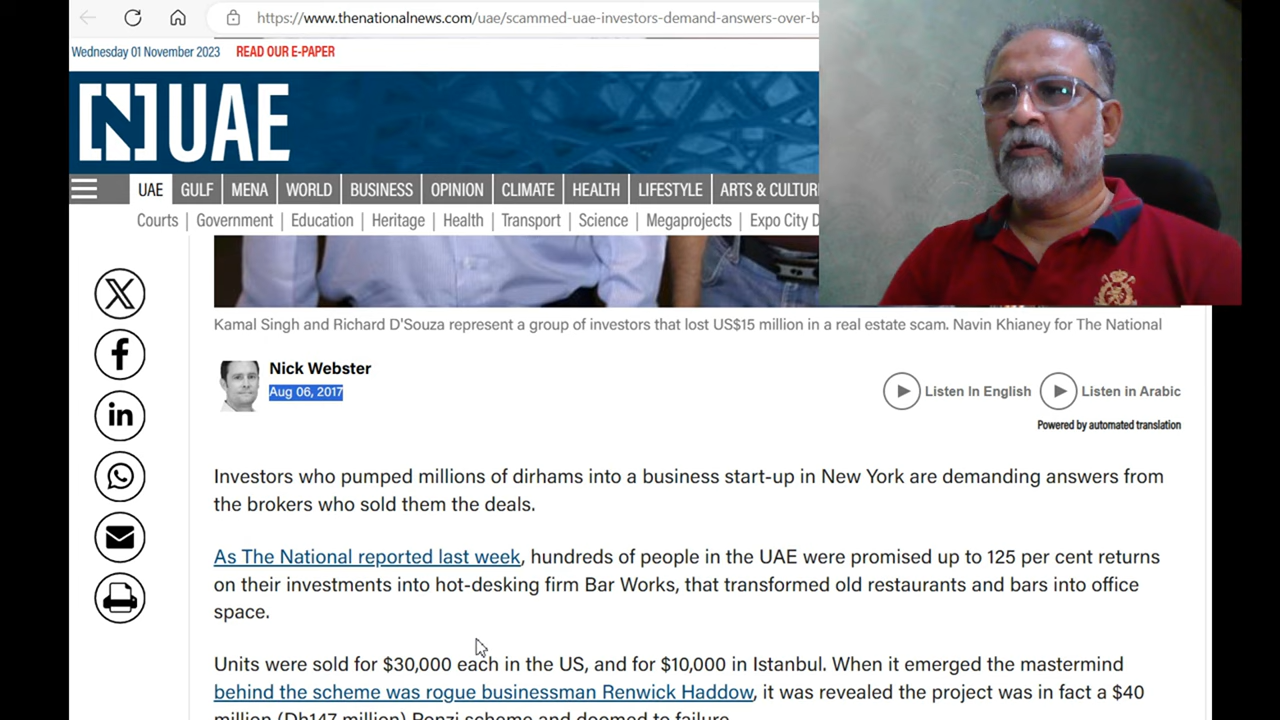 https://www.thenationalnews.com/uae/scammed-uae-investors-demand-answers-over-b
Wednesday 01 November 2023 READ OUR E-PAPER
[N]UAE
UAE GULF MENA WORLD BUSINESS OPINION CLIMATE HEALTH LIFESTYLE ARTS & CULTUR
Courts | Government | Education | Heritage | Health | Transport | Science | Megaprojects | Expo City D
Kamal Singh and Richard D'Souza represent a group of investors that lost US$15 million in a real estate scam. Navin Khianey for The National
Nick Webster
Aug 06, 2017
Listen In English Listen in Arabic
Powered by automated translation
Investors who pumped millions of dirhams into a business start-up in New York are demanding answers from
the brokers who sold them the deals.
As The National reported last week, hundreds of people in the UAE were promised up to 125 per cent returns
on their investments into hot-desking firm Bar Works, that transformed old restaurants and bars into office
space.
Units were sold for $30,000 each in the US, and for $10,000 in Istanbul. When it emerged the mastermind
behind the scheme was rogue businessman Renwick Haddow, it was revealed the project was in fact a $40
million (Dh147 million) Ponzi scheme and doomed to failure.